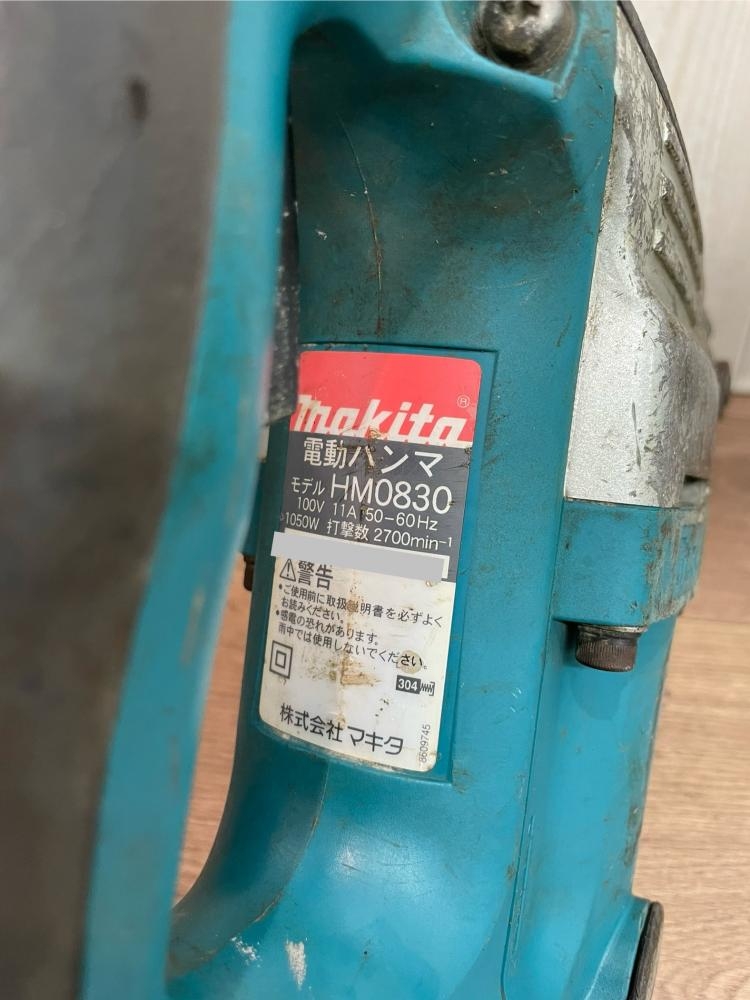 makita®
電動ハンマ
モデル HM0830
100V 11A 50-60Hz
1050W 打撃数 2700min-1
⚠警告
•ご使用前に取扱説明書を必ずよく
お読みください。
•感電の恐れがあります。
雨中では使用しないでください。
304
株式会社 マキタ
8609745